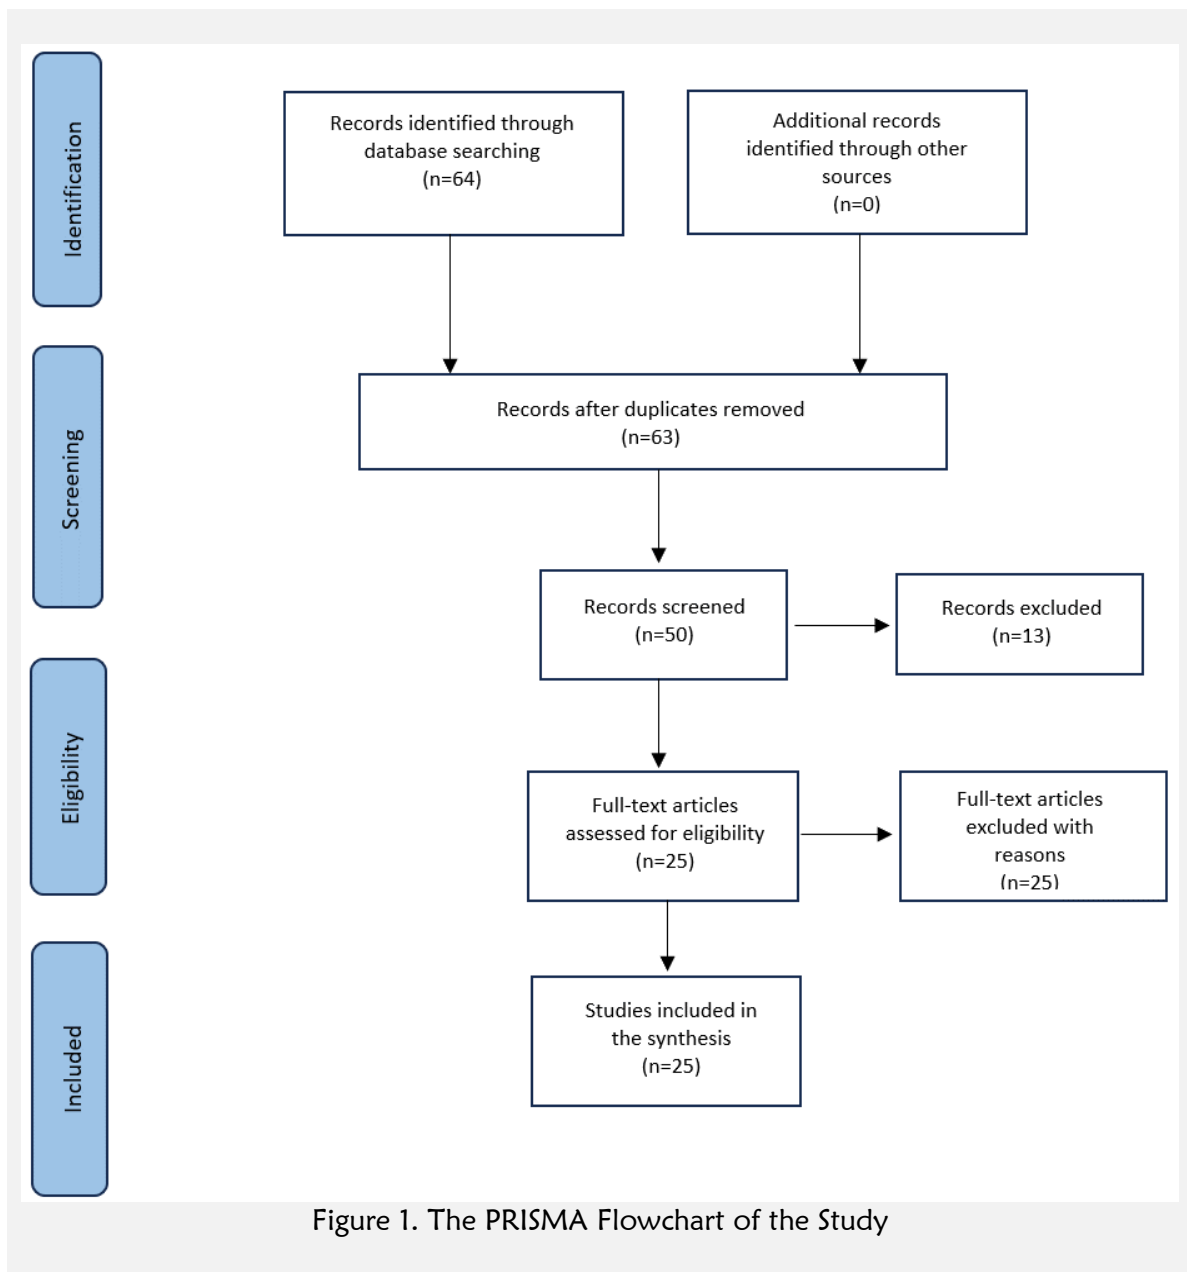 Identification
Records identified through
database searching
(n=64)
Additional records
identified through other
sources
(n=0)
Screening
Records after duplicates removed
(n=63)
Records screened
(n=50)
Records excluded
(n=13)
Eligibility
Full-text articles
assessed for eligibility
(n=25)
Full-text articles
excluded with
reasons
(n=25)
Included
Studies included in
the synthesis
(n=25)
Figure 1. The PRISMA Flowchart of the Study